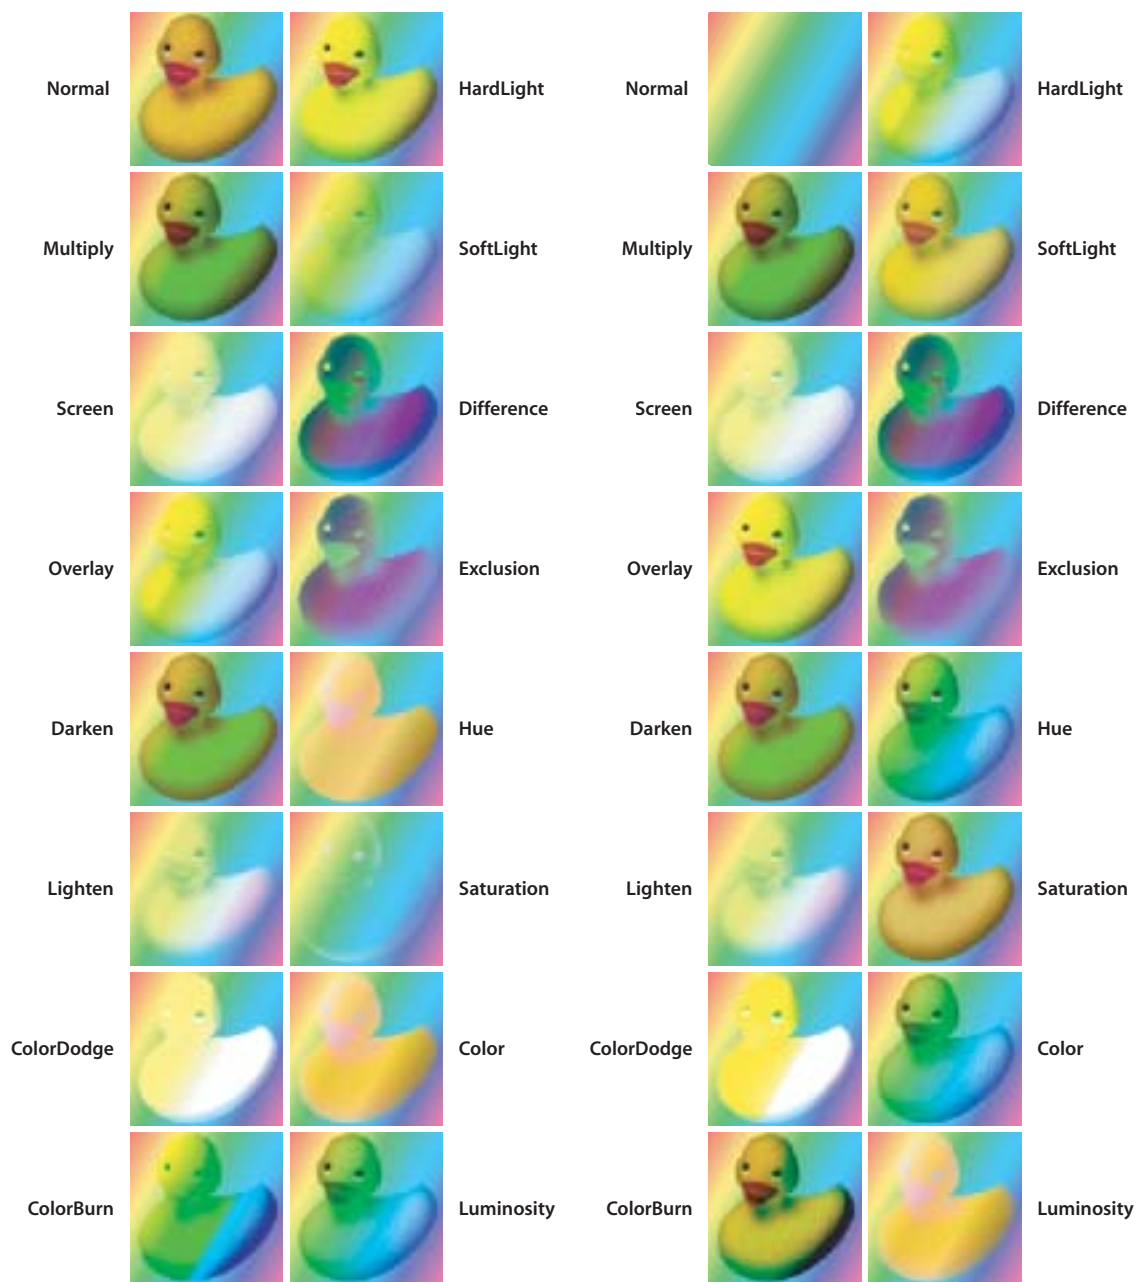 Normal HardLight Normal HardLight
Multiply SoftLight Multiply SoftLight
Screen Difference Screen Difference
Overlay Exclusion Overlay Exclusion
Darken Hue Darken Hue
Lighten Saturation Lighten Saturation
ColorDodge Color ColorDodge Color
ColorBurn Luminosity ColorBurn Luminosity